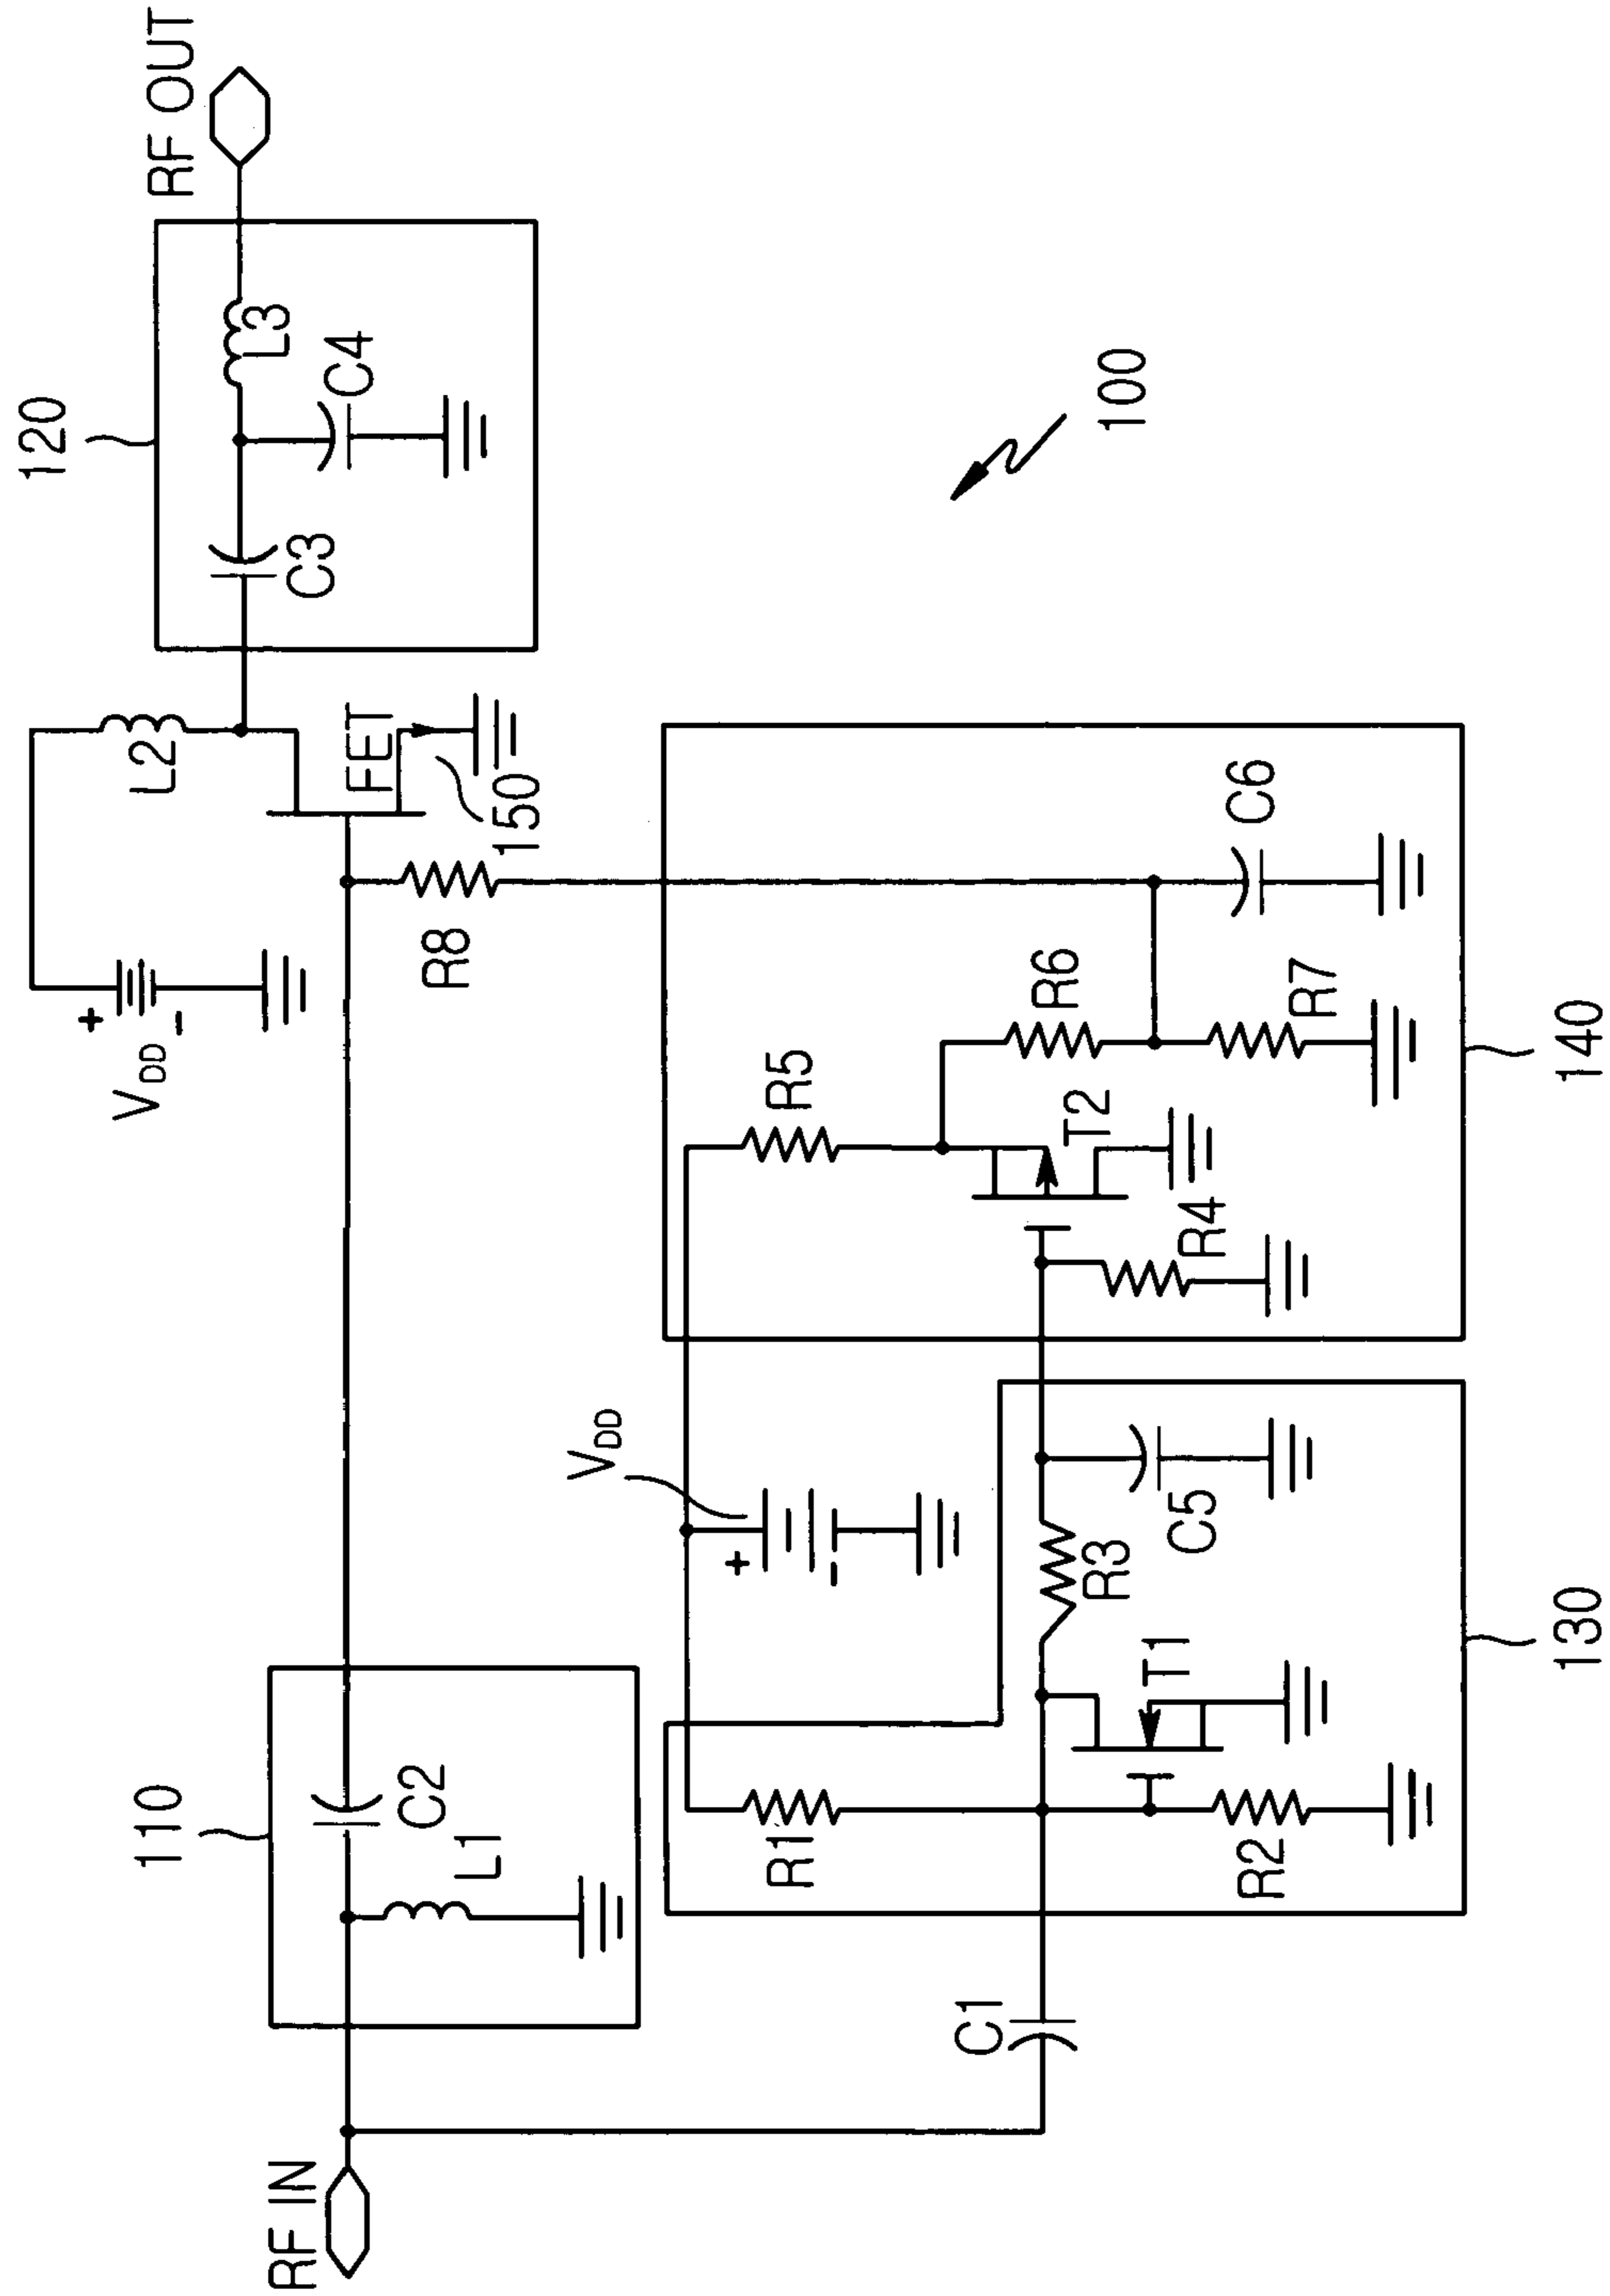 120
RF OUT
L3
C3
C4
L2
VDD
+
-
FET
150
R8
100
110
C2
L1
RF IN
VDD
+
-
R5
R6
R7
C6
T2
R4
140
R1
R2
R3
T1
C5
C1
130